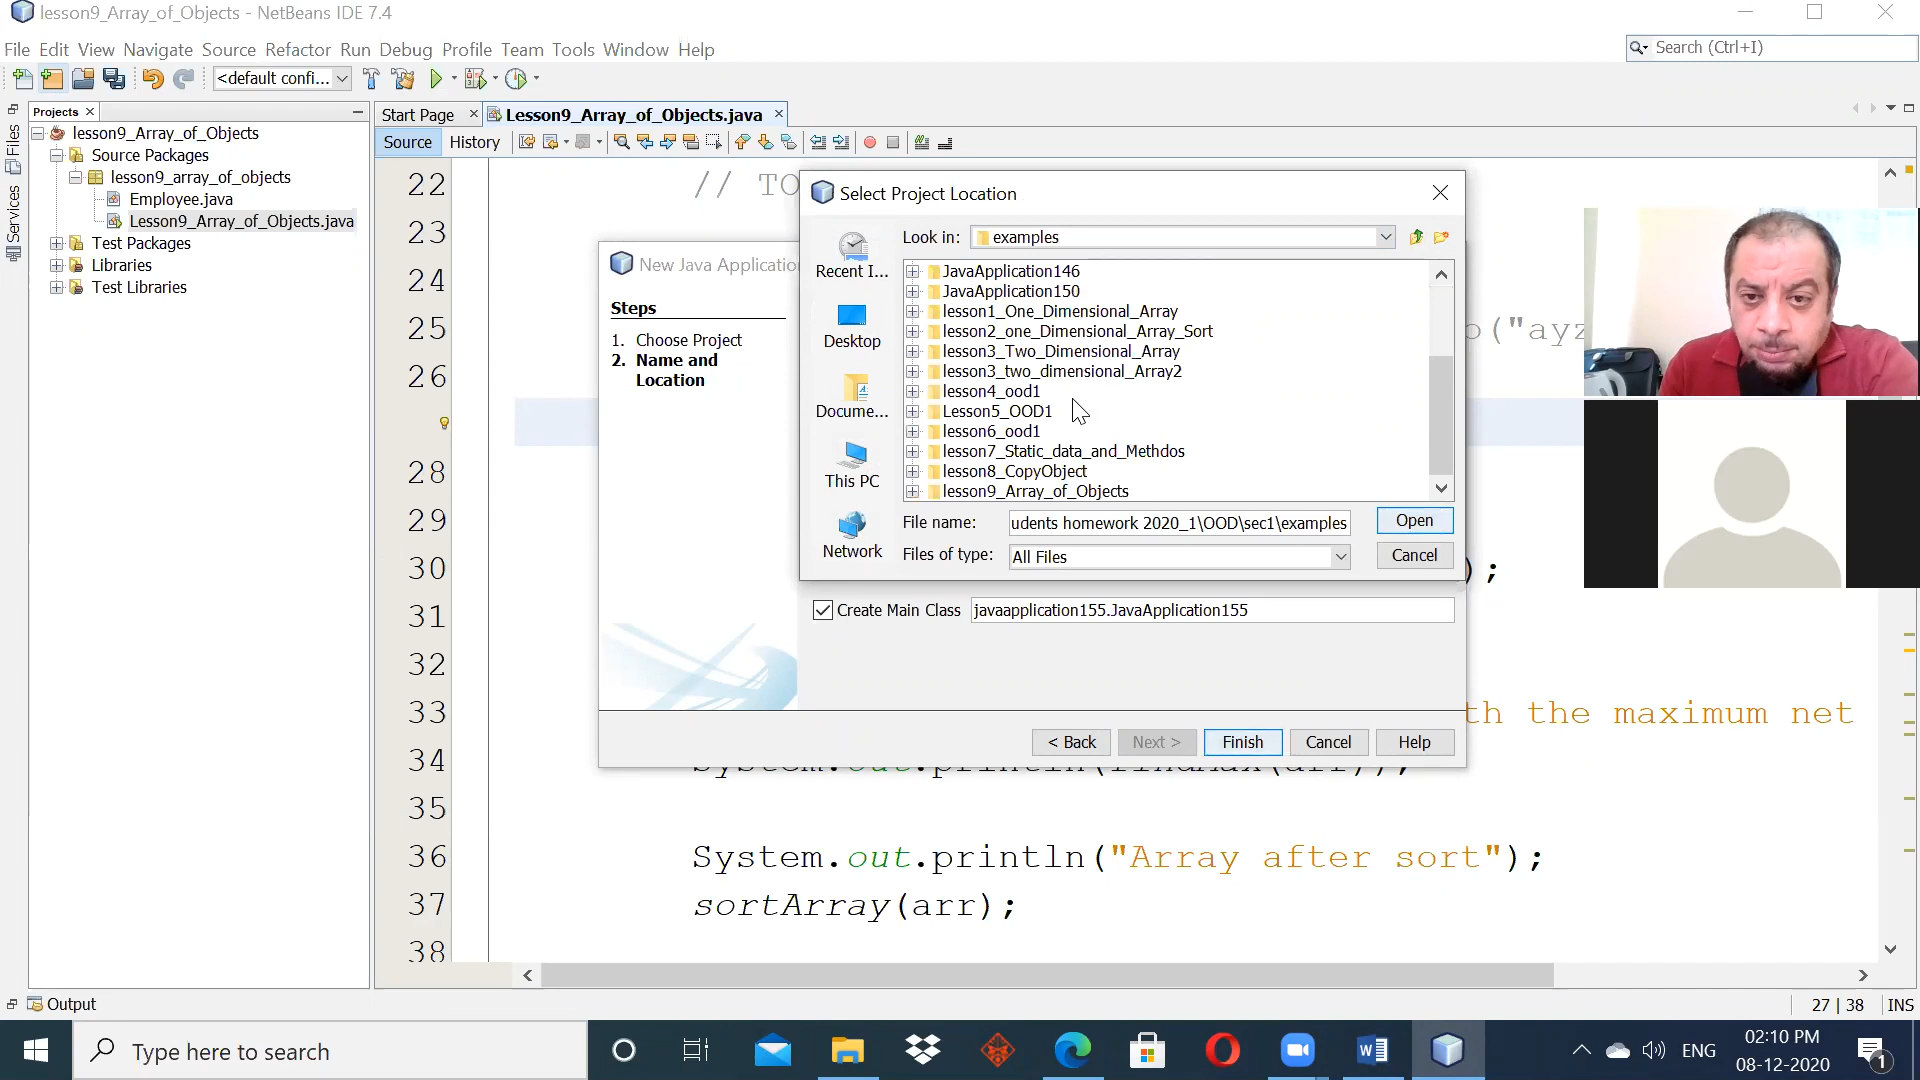 lesson9_Array_of_Objects - NetBeans IDE 7.4
File Edit View Navigate Source Refactor Run Debug Profile Team Tools Window Help
Search (Ctrl+I)
<default confi...
Projects
Start Page
Lesson9_Array_of_Objects.java
Files
Services
lesson9_Array_of_Objects
Source Packages
lesson9_array_of_objects
Employee.java
Lesson9_Array_of_Objects.java
Test Packages
Libraries
Test Libraries
Source History
22 // TO
23
24
25 o("ayz
26
28
29
30 );
31
32
33 th the maximum net
34
35
36 System.out.println("Array after sort");
37 sortArray(arr);
38
New Java Applicatio
Steps
1. Choose Project
2. Name and
Location
Select Project Location
Look in: examples
Recent I...
Desktop
Docume...
This PC
Network
JavaApplication146
JavaApplication150
lesson1_One_Dimensional_Array
lesson2_one_Dimensional_Array_Sort
lesson3_Two_Dimensional_Array
lesson3_two_dimensional_Array2
lesson4_ood1
Lesson5_OOD1
lesson6_ood1
lesson7_Static_data_and_Methdos
lesson8_CopyObject
lesson9_Array_of_Objects
File name: udents homework 2020_1\OOD\sec1\examples Open
Files of type: All Files Cancel
Create Main Class javaapplication155.JavaApplication155
< Back Next > Finish Cancel Help
Output
27 | 38 INS
Type here to search
ENG
02:10 PM
08-12-2020
1